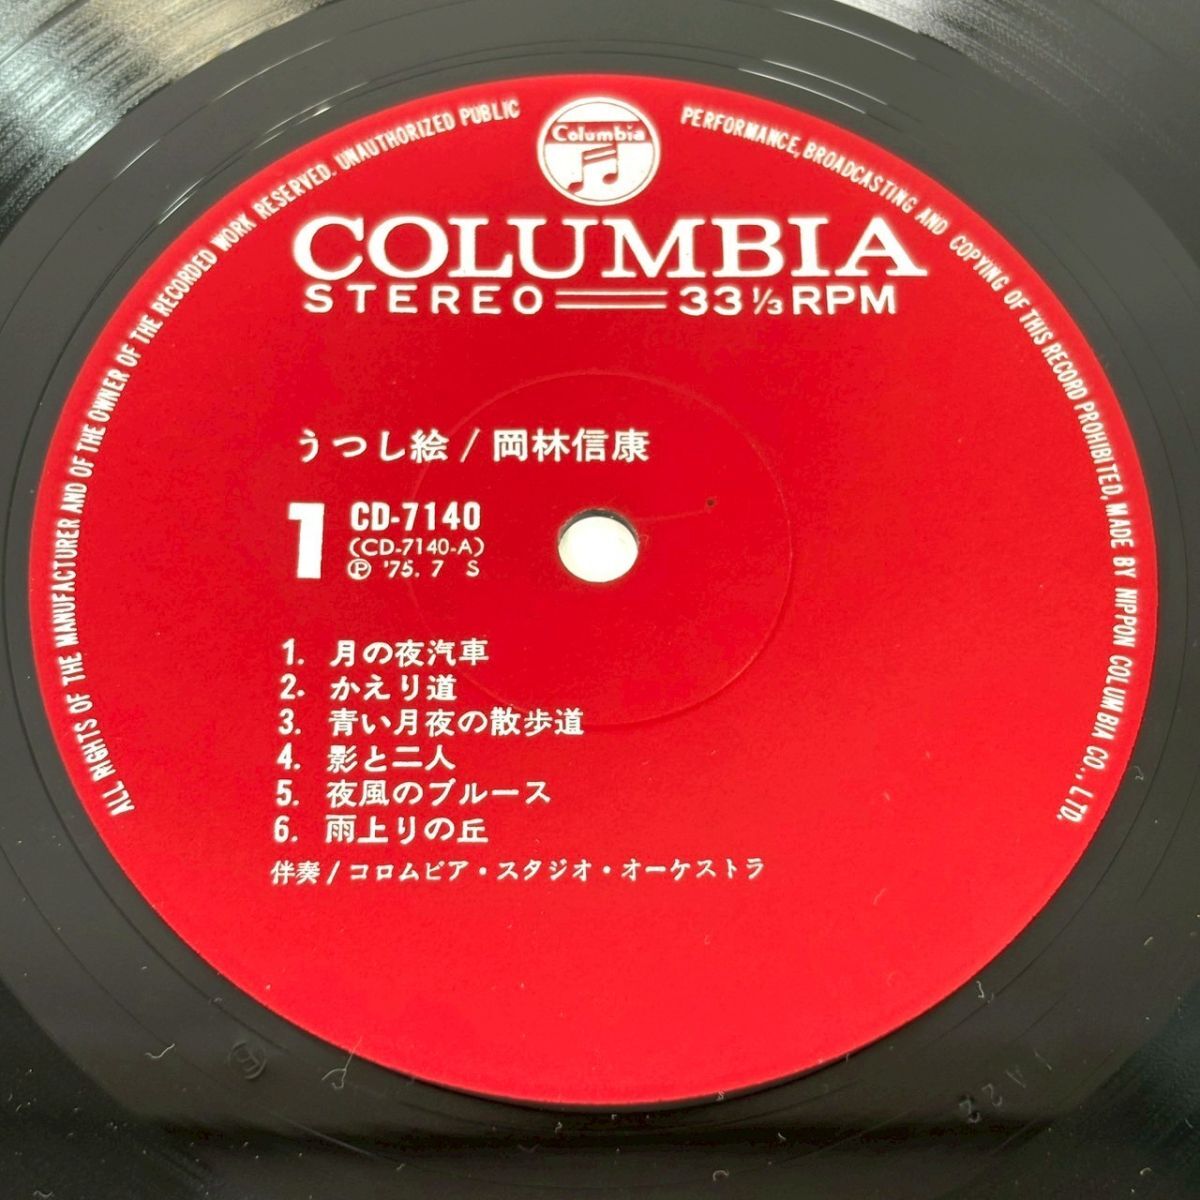 Columbia
COLUMBIA
STEREO 33 1/3 RPM
うつし絵 / 岡林信康
1
CD-7140
(CD-7140-A)
Ⓟ '75. 7 S
1. 月の夜汽車
2. かえり道
3. 青い月夜の散歩道
4. 影と二人
5. 夜風のブルース
6. 雨上りの丘
伴奏 / コロムビア・スタジオ・オーケストラ
ALL RIGHTS OF THE MANUFACTURER AND OF THE OWNER OF THE RECORDED WORK RESERVED. UNAUTHORIZED PUBLIC PERFORMANCE, BROADCASTING AND COPYING OF THIS RECORD PROHIBITED, MADE BY NIPPON COLUMBIA CO., LTD.